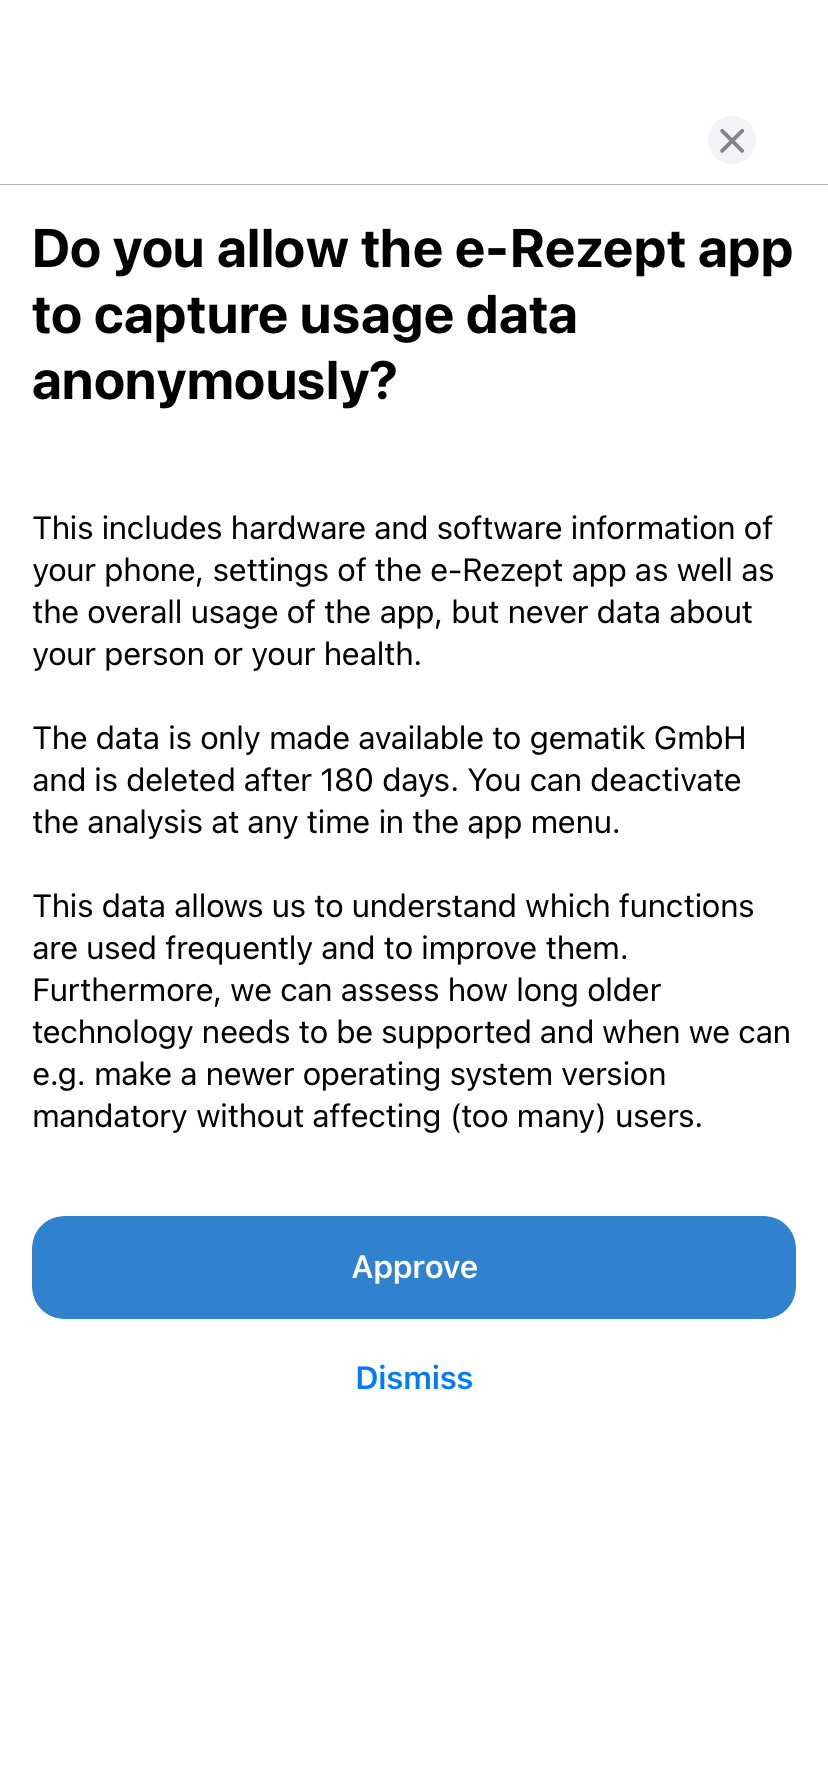 Do you allow the e-Rezept app
to capture usage data
anonymously?
This includes hardware and software information of
your phone, settings of the e-Rezept app as well as
the overall usage of the app, but never data about
your person or your health.
The data is only made available to gematik GmbH
and is deleted after 180 days. You can deactivate
the analysis at any time in the app menu.
This data allows us to understand which functions
are used frequently and to improve them.
Furthermore, we can assess how long older
technology needs to be supported and when we can
e.g. make a newer operating system version
mandatory without affecting (too many) users.
Approve
Dismiss